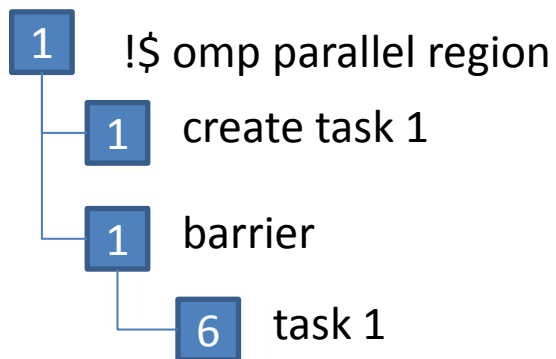 1 !$ omp parallel region
1 create task 1
1 barrier
6 task 1